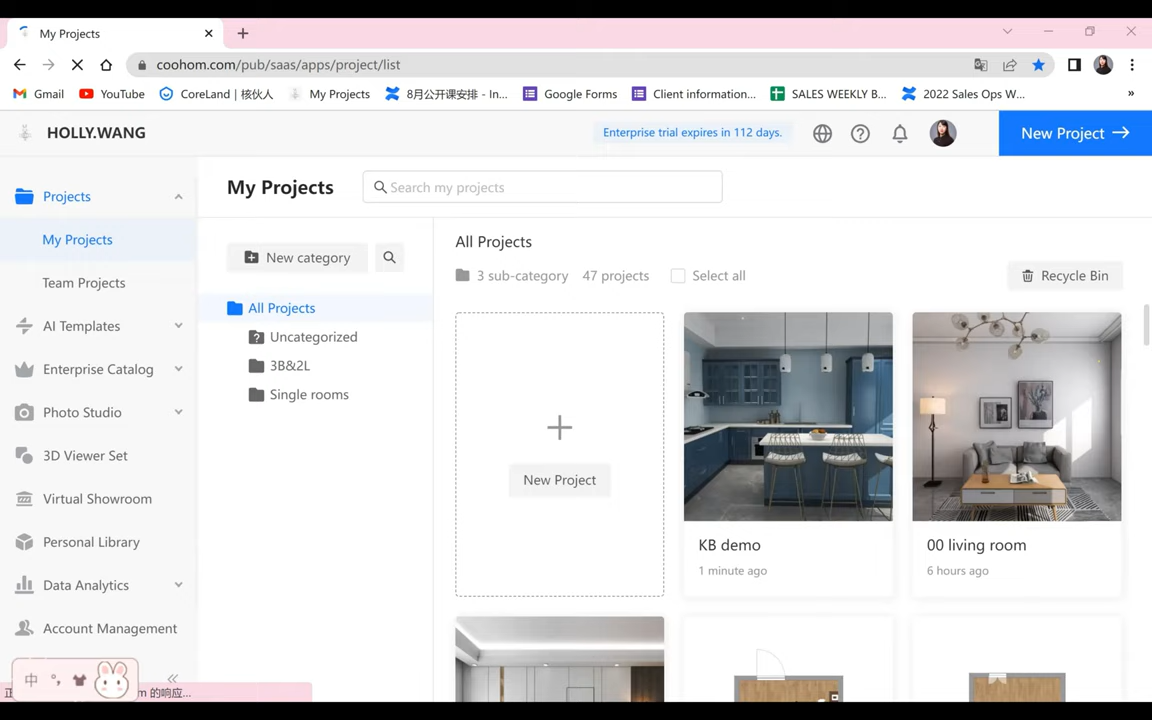 My Projects
coohom.com/pub/saas/apps/project/list
Gmail
YouTube
CoreLand | 核伙人
My Projects
8月公开课安排 - In...
Google Forms
Client information...
SALES WEEKLY B...
2022 Sales Ops W...
»
HOLLY.WANG
Enterprise trial expires in 112 days.
New Project →
Projects
My Projects
Team Projects
AI Templates
Enterprise Catalog
Photo Studio
3D Viewer Set
Virtual Showroom
Personal Library
Data Analytics
Account Management
中
My Projects
Search my projects
New category
All Projects
Uncategorized
3B&2L
Single rooms
All Projects
3 sub-category 47 projects Select all
Recycle Bin
New Project
KB demo
1 minute ago
00 living room
6 hours ago
m 的响应...